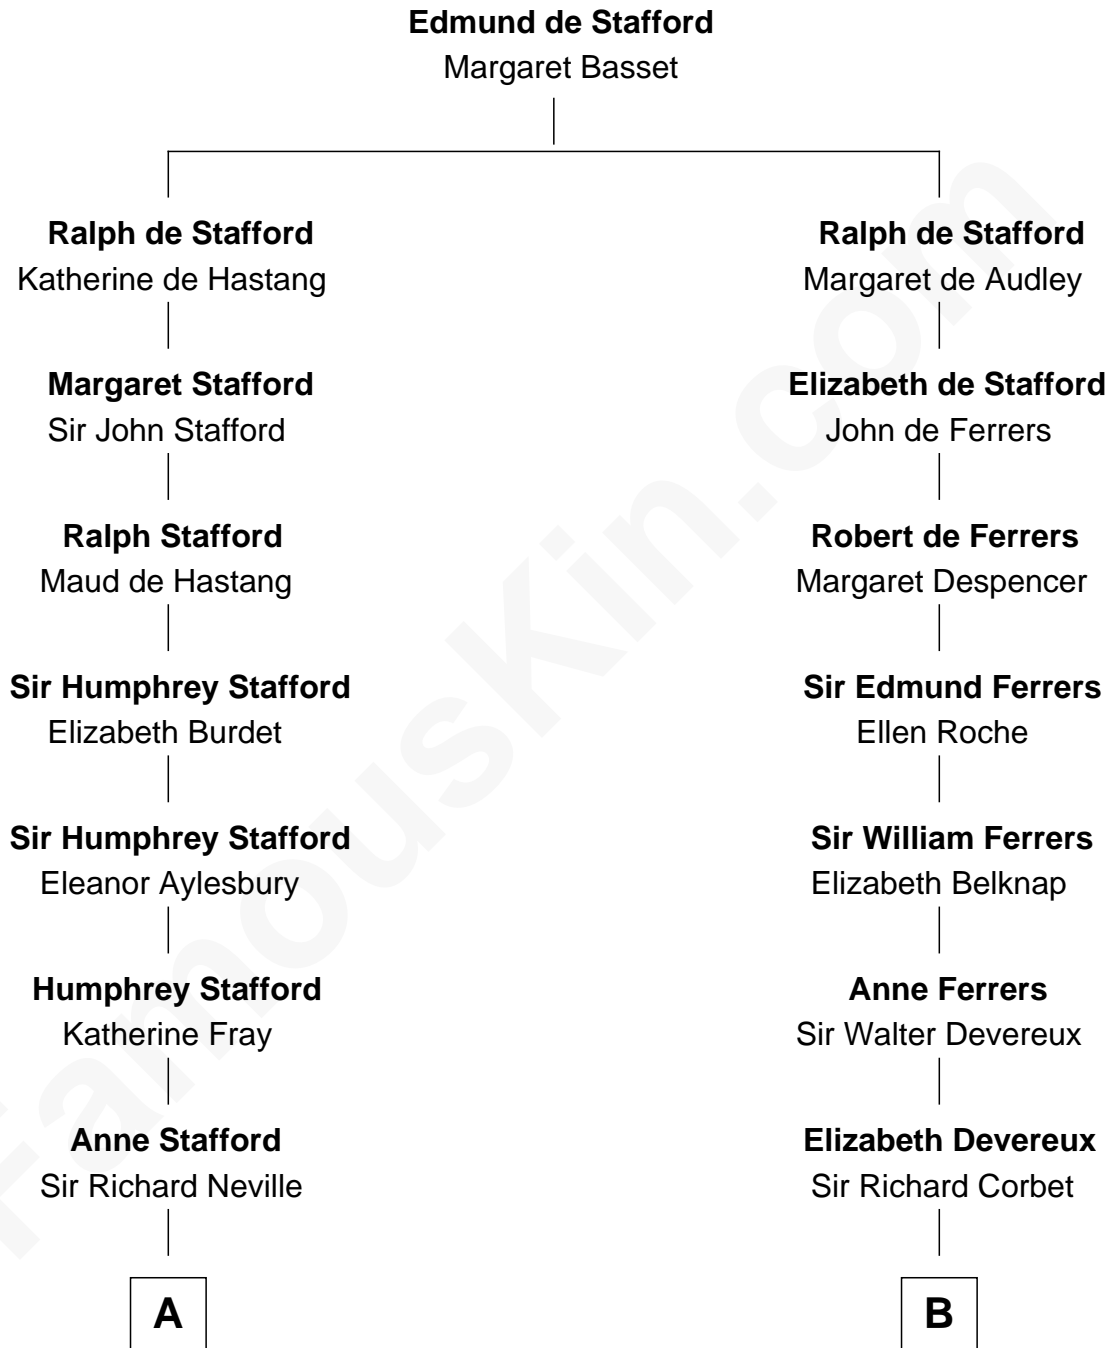 Edmund de Stafford
Margaret Basset
Ralph de Stafford
Katherine de Hastang
Margaret Stafford
Sir John Stafford
Ralph Stafford
Maud de Hastang
Sir Humphrey Stafford
Elizabeth Burdet
Sir Humphrey Stafford
Eleanor Aylesbury
Humphrey Stafford
Katherine Fray
Anne Stafford
Sir Richard Neville
A
Ralph de Stafford
Margaret de Audley
Elizabeth de Stafford
John de Ferrers
Robert de Ferrers
Margaret Despencer
Sir Edmund Ferrers
Ellen Roche
Sir William Ferrers
Elizabeth Belknap
Anne Ferrers
Sir Walter Devereux
Elizabeth Devereux
Sir Richard Corbet
B
FamousKin.com